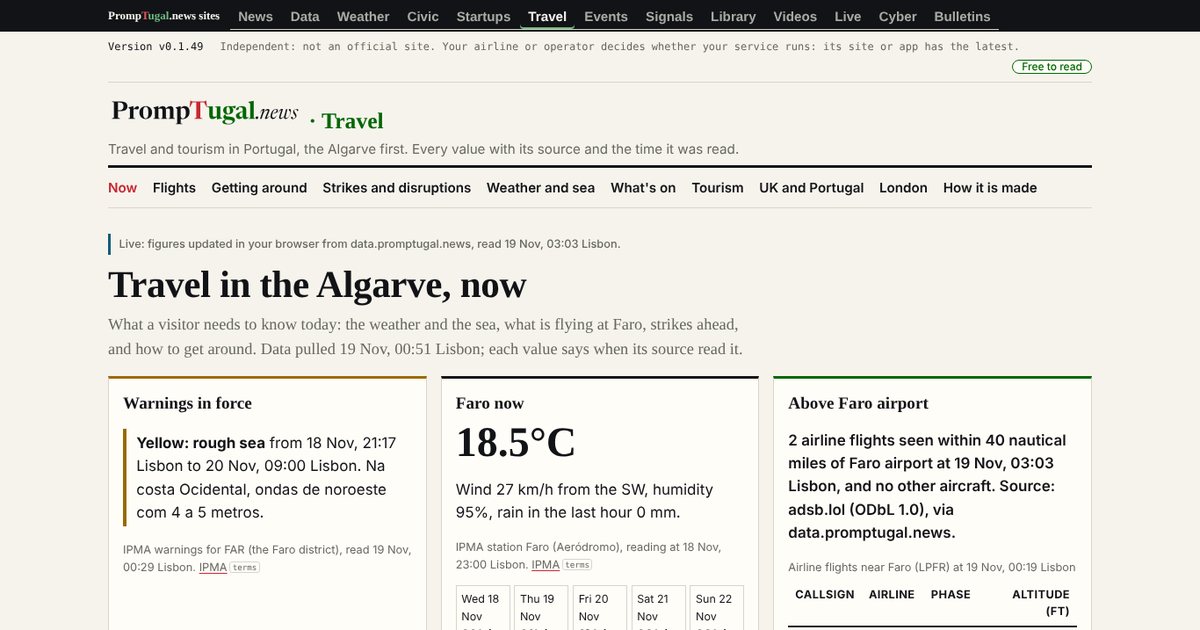 PrompTugal.news sites News Data Weather Civic Startups Travel Events Signals Library Videos Live Cyber Bulletins
Version v0.1.49 Independent: not an official site. Your airline or operator decides whether your service runs: its site or app has the latest.
Free to read
PrompTugal.news · Travel
Travel and tourism in Portugal, the Algarve first. Every value with its source and the time it was read.
Now Flights Getting around Strikes and disruptions Weather and sea What's on Tourism UK and Portugal London How it is made
Live: figures updated in your browser from data.promptugal.news, read 19 Nov, 03:03 Lisbon.
Travel in the Algarve, now
What a visitor needs to know today: the weather and the sea, what is flying at Faro, strikes ahead,
and how to get around. Data pulled 19 Nov, 00:51 Lisbon; each value says when its source read it.
Warnings in force
Yellow: rough sea from 18 Nov, 21:17
Lisbon to 20 Nov, 09:00 Lisbon. Na
costa Ocidental, ondas de noroeste
com 4 a 5 metros.
IPMA warnings for FAR (the Faro district), read 19 Nov,
00:29 Lisbon. IPMA terms
Faro now
18.5°C
Wind 27 km/h from the SW, humidity
95%, rain in the last hour 0 mm.
IPMA station Faro (Aeródromo), reading at 18 Nov,
23:00 Lisbon. IPMA terms
Wed 18 Thu 19 Fri 20 Sat 21 Sun 22
Nov Nov Nov Nov Nov
Above Faro airport
2 airline flights seen within 40 nautical
miles of Faro airport at 19 Nov, 03:03
Lisbon, and no other aircraft. Source:
adsb.lol (ODbL 1.0), via
data.promptugal.news.
Airline flights near Faro (LPFR) at 19 Nov, 00:19 Lisbon
CALLSIGN AIRLINE PHASE ALTITUDE
(FT)